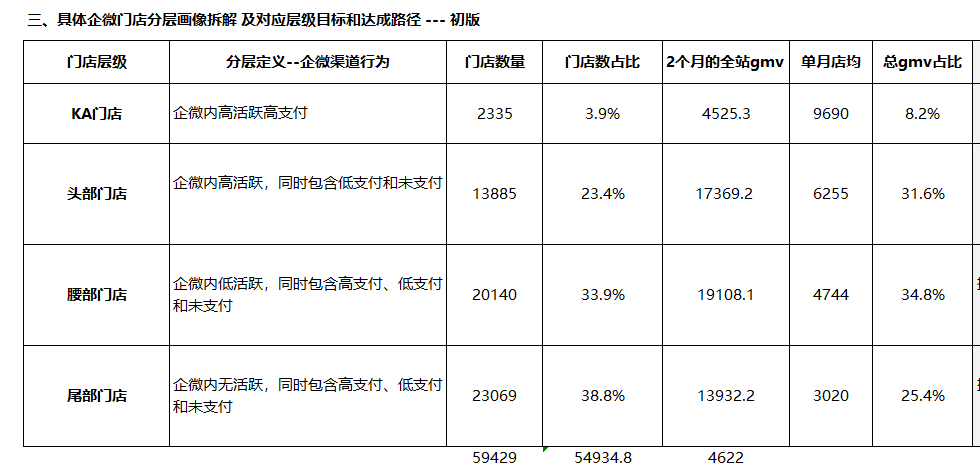 三、具体企微门店分层画像拆解 及对应层级目标和达成路径 --- 初版
门店层级 分层定义--企微渠道行为 门店数量 门店数占比 2个月的全站gmv 单月店均 总gmv占比
KA门店 企微内高活跃高支付 2335 3.9% 4525.3 9690 8.2%
头部门店 企微内高活跃，同时包含低支付和未支付 13885 23.4% 17369.2 6255 31.6%
腰部门店 企微内低活跃，同时包含高支付、低支付
和未支付 20140 33.9% 19108.1 4744 34.8%
尾部门店 企微内无活跃，同时包含高支付、低支付
和未支付 23069 38.8% 13932.2 3020 25.4%
59429 54934.8 4622